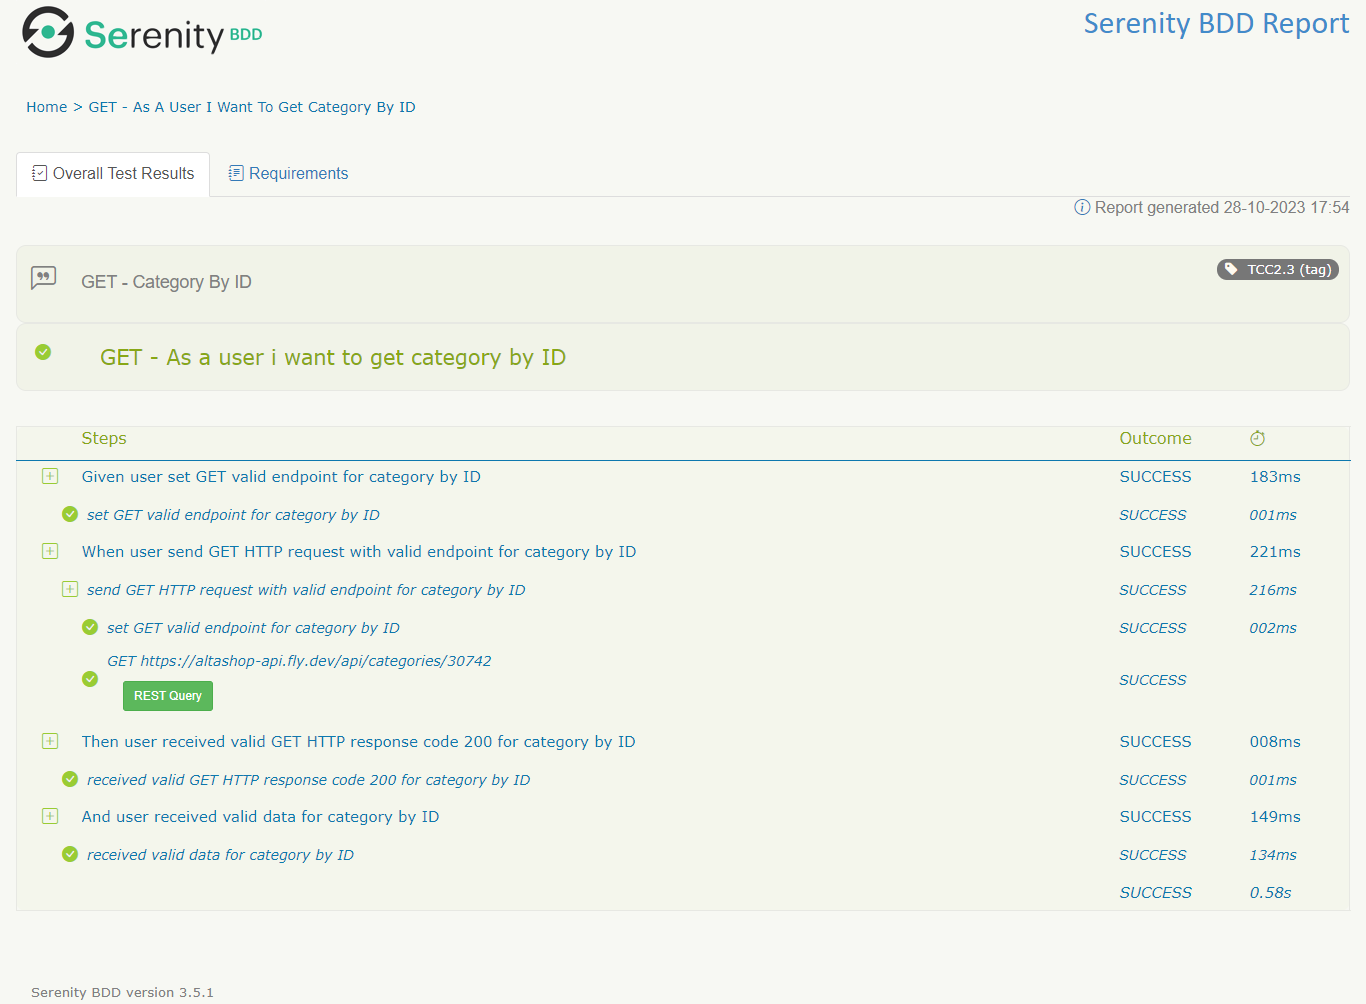 Serenity BDD
Serenity BDD Report
Home > GET - As A User I Want To Get Category By ID
Overall Test Results
Requirements
Report generated 28-10-2023 17:54
GET - Category By ID
TCC2.3 (tag)
GET - As a user i want to get category by ID
Steps Outcome
Given user set GET valid endpoint for category by ID SUCCESS 183ms
set GET valid endpoint for category by ID SUCCESS 001ms
When user send GET HTTP request with valid endpoint for category by ID SUCCESS 221ms
send GET HTTP request with valid endpoint for category by ID SUCCESS 216ms
set GET valid endpoint for category by ID SUCCESS 002ms
GET https://altashop-api.fly.dev/api/categories/30742
SUCCESS
REST Query
Then user received valid GET HTTP response code 200 for category by ID SUCCESS 008ms
received valid GET HTTP response code 200 for category by ID SUCCESS 001ms
And user received valid data for category by ID SUCCESS 149ms
received valid data for category by ID SUCCESS 134ms
SUCCESS 0.58s
Serenity BDD version 3.5.1